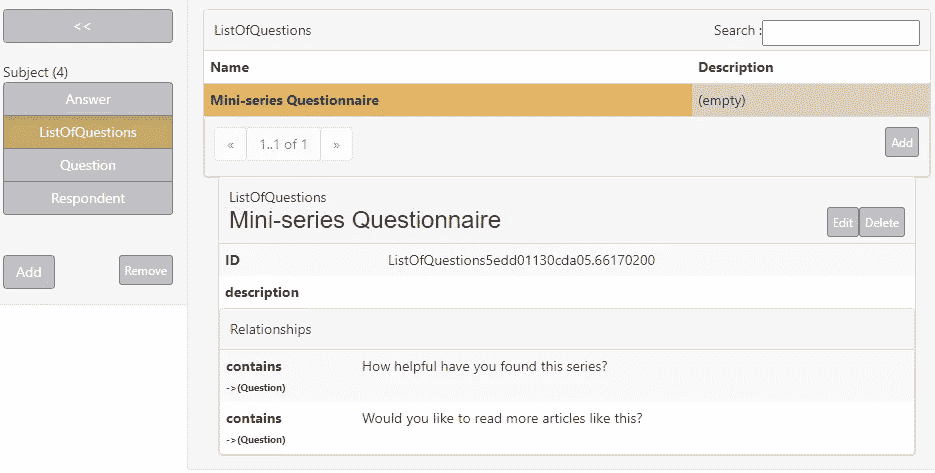 <<
Subject (4)
Answer
ListOfQuestions
Question
Respondent
Add
Remove
ListOfQuestions
Search :
Name
Description
Mini-series Questionnaire
(empty)
«
1..1 of 1
»
Add
ListOfQuestions
Mini-series Questionnaire
Edit
Delete
ID
ListOfQuestions5edd01130cda05.66170200
description
Relationships
contains
How helpful have you found this series?
->(Question)
contains
Would you like to read more articles like this?
->(Question)